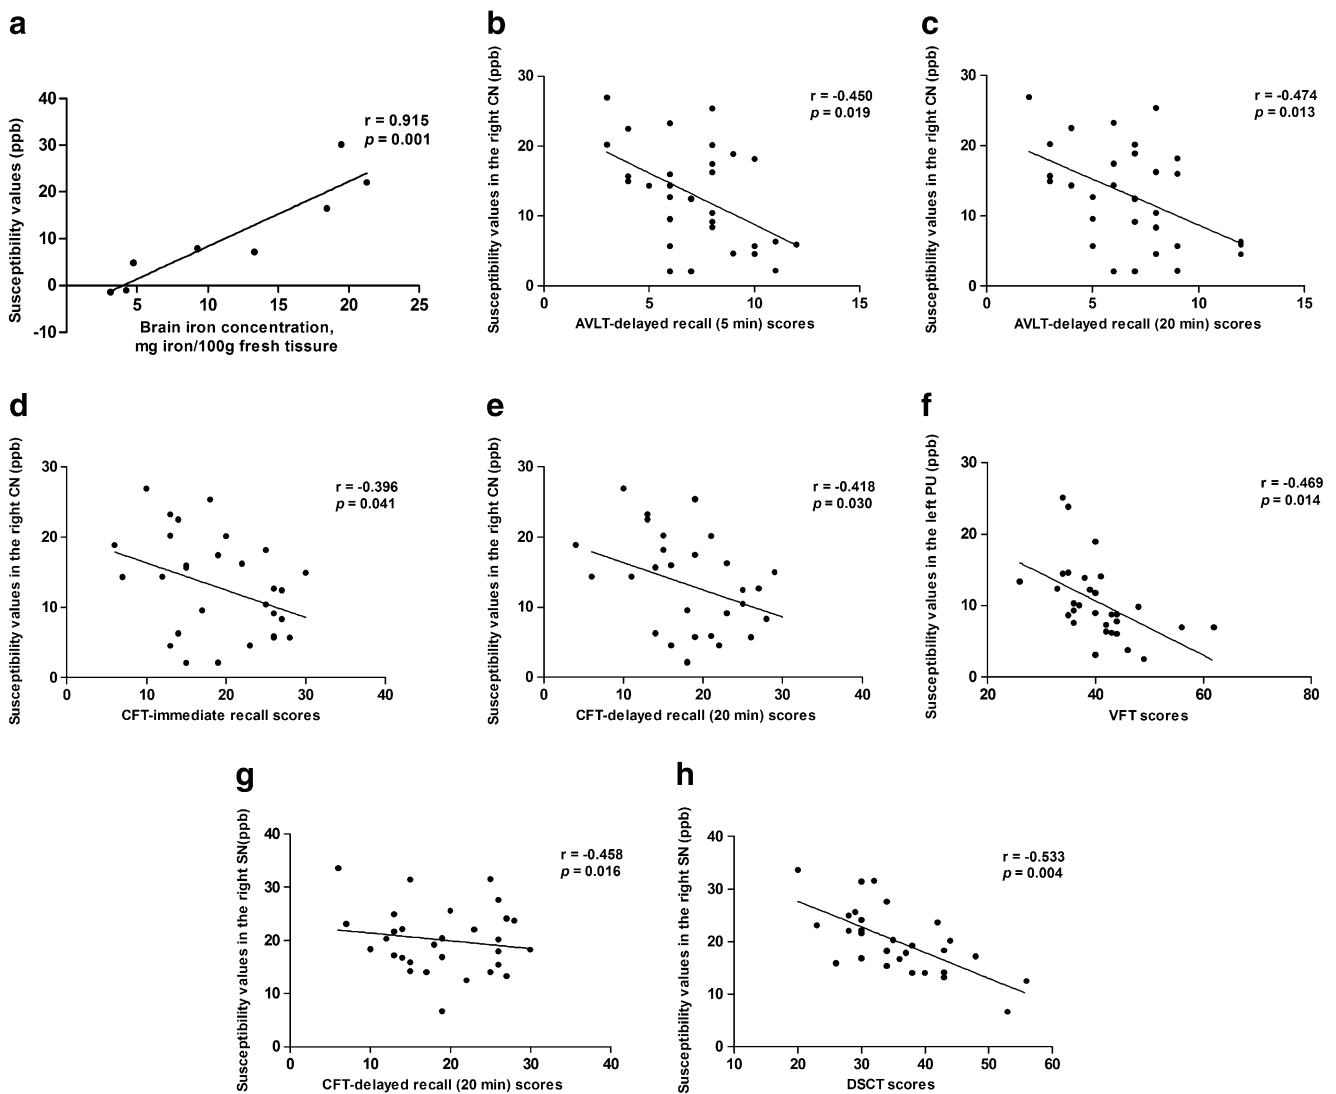 a
Susceptibility values (ppb)
40
30
20
10
0
-10
5
10
15
20
25
r = 0.915
p = 0.001
Brain iron concentration,
mg iron/100g fresh tissure
b
Susceptibility values in the right CN (ppb)
30
20
10
0
0
5
10
15
r = -0.450
p = 0.019
AVLT-delayed recall (5 min) scores
c
Susceptibility values in the right CN (ppb)
30
20
10
0
0
5
10
15
r = -0.474
p = 0.013
AVLT-delayed recall (20 min) scores
d
Susceptibility values in the right CN (ppb)
30
20
10
0
0
10
20
30
40
r = -0.396
p = 0.041
CFT-immediate recall scores
e
Susceptibility values in the right CN (ppb)
30
20
10
0
0
10
20
30
40
r = -0.418
p = 0.030
CFT-delayed recall (20 min) scores
f
Susceptibility values in the left PU (ppb)
30
20
10
0
20
40
60
80
r = -0.469
p = 0.014
VFT scores
g
Susceptibility values in the right SN(ppb)
40
30
20
10
0
0
10
20
30
40
r = -0.458
p = 0.016
CFT-delayed recall (20 min) scores
h
Susceptibility values in the right SN (ppb)
40
30
20
10
0
10
20
30
40
50
60
r = -0.533
p = 0.004
DSCT scores